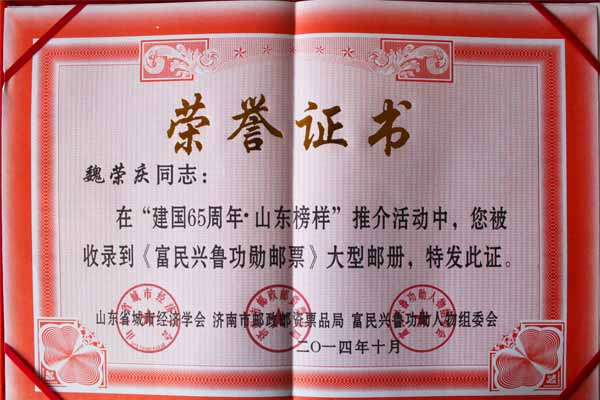 荣誉证书
魏荣庆同志：
在“建国65周年·山东榜样”推介活动中，您被
收录到《富民兴鲁功勋邮票》大型邮册，特发此证。
山东省城市经济学会 济南市邮政邮资票品局 富民兴鲁功勋人物组委会
二〇一四年十月